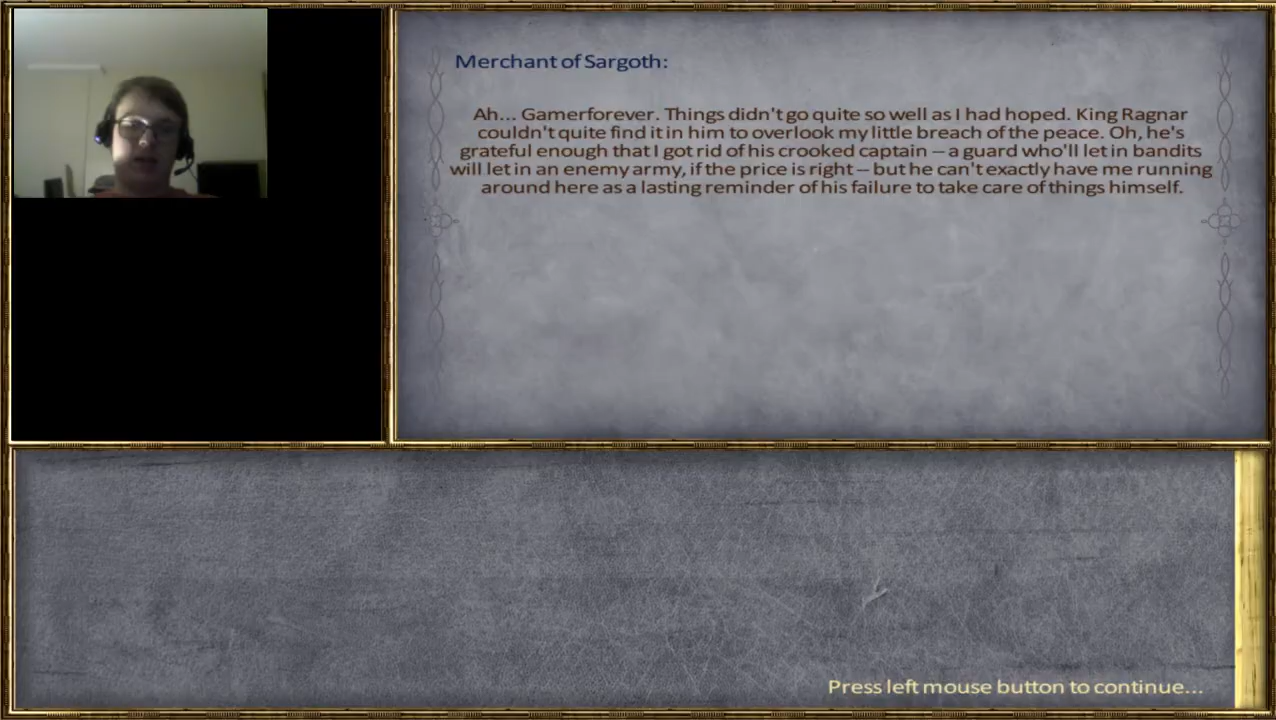 Merchant of Sargoth:
Ah... Gamerforever. Things didn't go quite so well as I had hoped. King Ragnar
couldn't quite find it in him to overlook my little breach of the peace. Oh, he's
grateful enough that I got rid of his crooked captain – a guard who'll let in bandits
will let in an enemy army, if the price is right – but he can't exactly have me running
around here as a lasting reminder of his failure to take care of things himself.
Press left mouse button to continue...